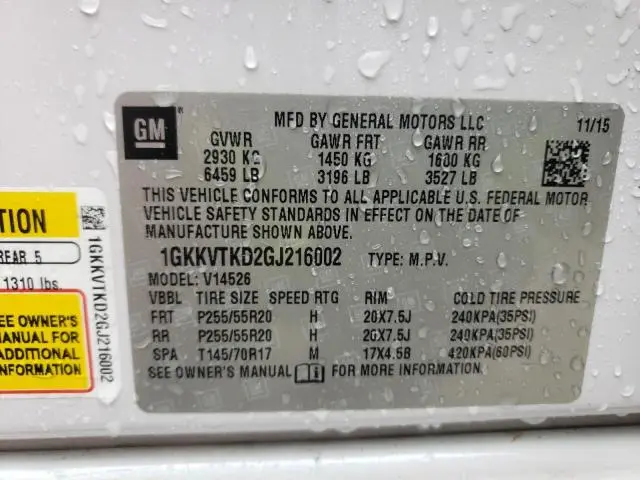 GM
MFD BY GENERAL MOTORS LLC 11/15
GVWR GAWR FRT GAWR RR
2930 KG 1450 KG 1600 KG
6459 LB 3196 LB 3527 LB
THIS VEHICLE CONFORMS TO ALL APPLICABLE U.S. FEDERAL MOTOR
VEHICLE SAFETY STANDARDS IN EFFECT ON THE DATE OF
MANUFACTURE SHOWN ABOVE.
1GKKVTKD2GJ216002 TYPE: M.P.V.
MODEL: V14526
VBBL TIRE SIZE SPEED RTG RIM COLD TIRE PRESSURE
FRT P255/55R20 H 20X7.5J 240KPA(35PSI)
RR P255/55R20 H 20X7.5J 240KPA(35PSI)
SPA T145/70R17 M 17X4.5B 420KPA(60PSI)
SEE OWNER'S MANUAL FOR MORE INFORMATION
REAR 5
1310 lbs.
OWNER'S
MANUAL FOR
ADDITIONAL
INFORMATION
1GKKVTKD2GJ216002